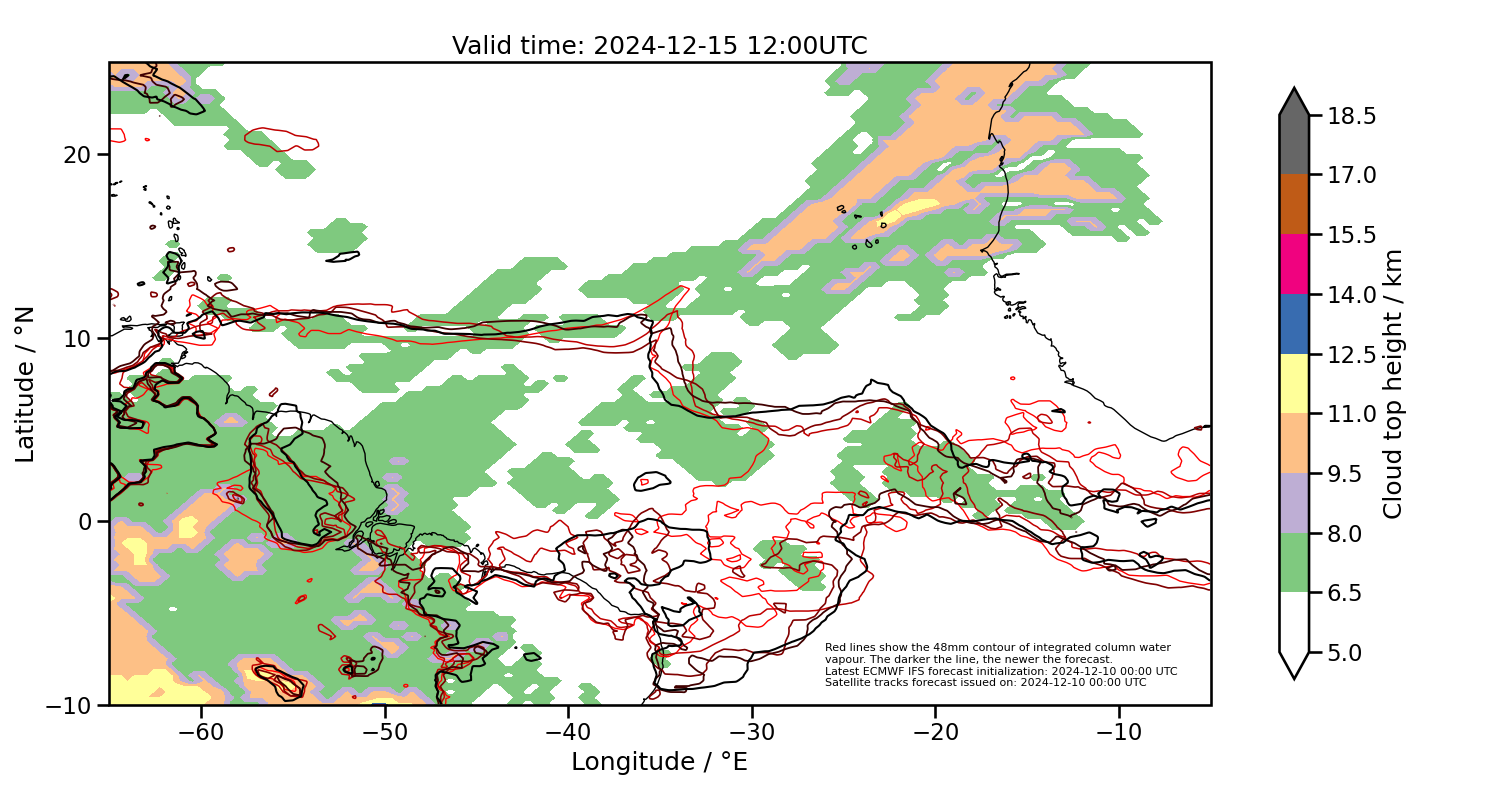 Valid time: 2024-12-15 12:00UTC
20
10
0
−10
Latitude / °N
−60
−50
−40
−30
−20
−10
Longitude / °E
Red lines show the 48mm contour of integrated column water
vapour. The darker the line, the newer the forecast.
Latest ECMWF IFS forecast initialization: 2024-12-10 00:00 UTC
Satellite tracks forecast issued on: 2024-12-10 00:00 UTC
18.5
17.0
15.5
14.0
12.5
11.0
9.5
8.0
6.5
5.0
Cloud top height / km